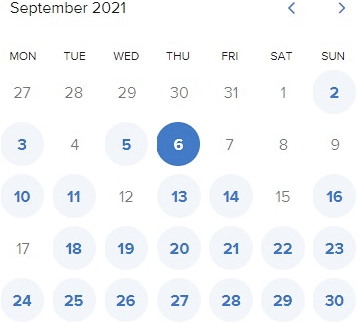 September 2021
MON TUE WED THU FRI SAT SUN
27 28 29 30 31 1 2
3 4 5 6 7 8 9
10 11 12 13 14 15 16
17 18 19 20 21 22 23
24 25 26 27 28 29 30